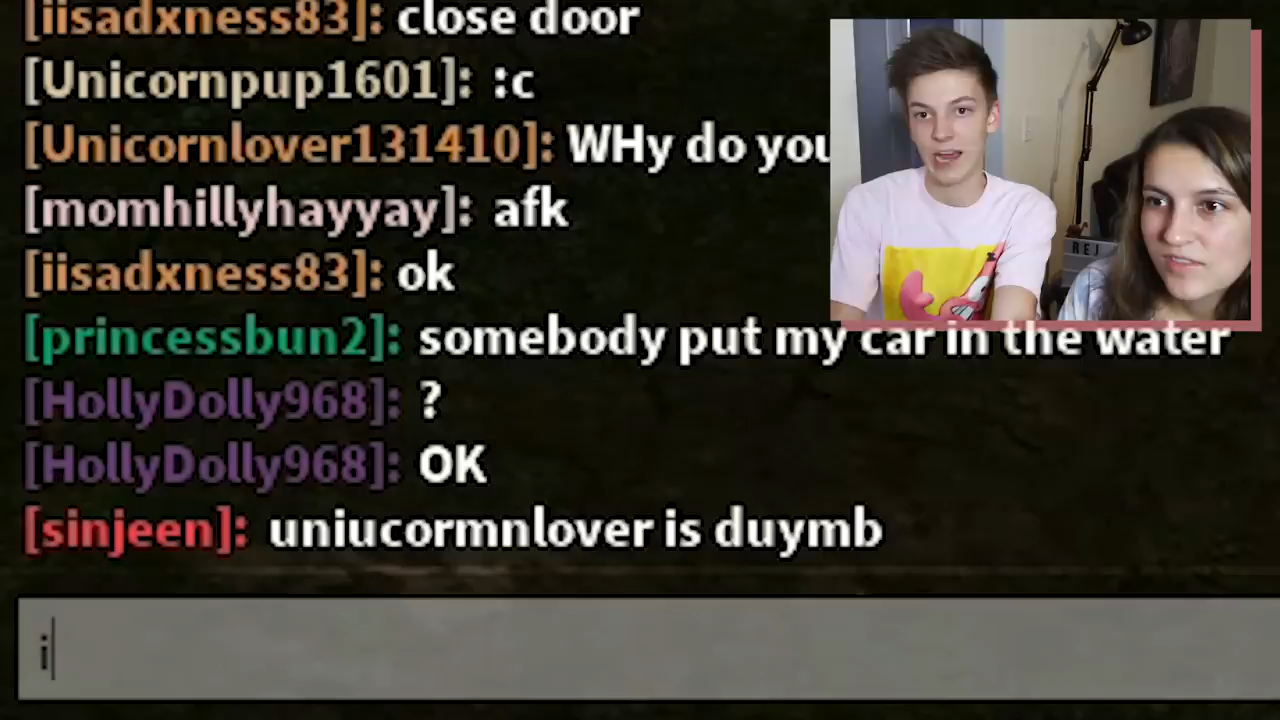 [iisadxness83]: close door
[Unicornpup1601]: :c
[Unicornlover131410]: WHy do you
[momhillyhayyay]: afk
[iisadxness83]: ok
[princessbun2]: somebody put my car in the water
[HollyDolly968]: ?
[HollyDolly968]: OK
[sinjeen]: uniucormnlover is duymb
i
REJ